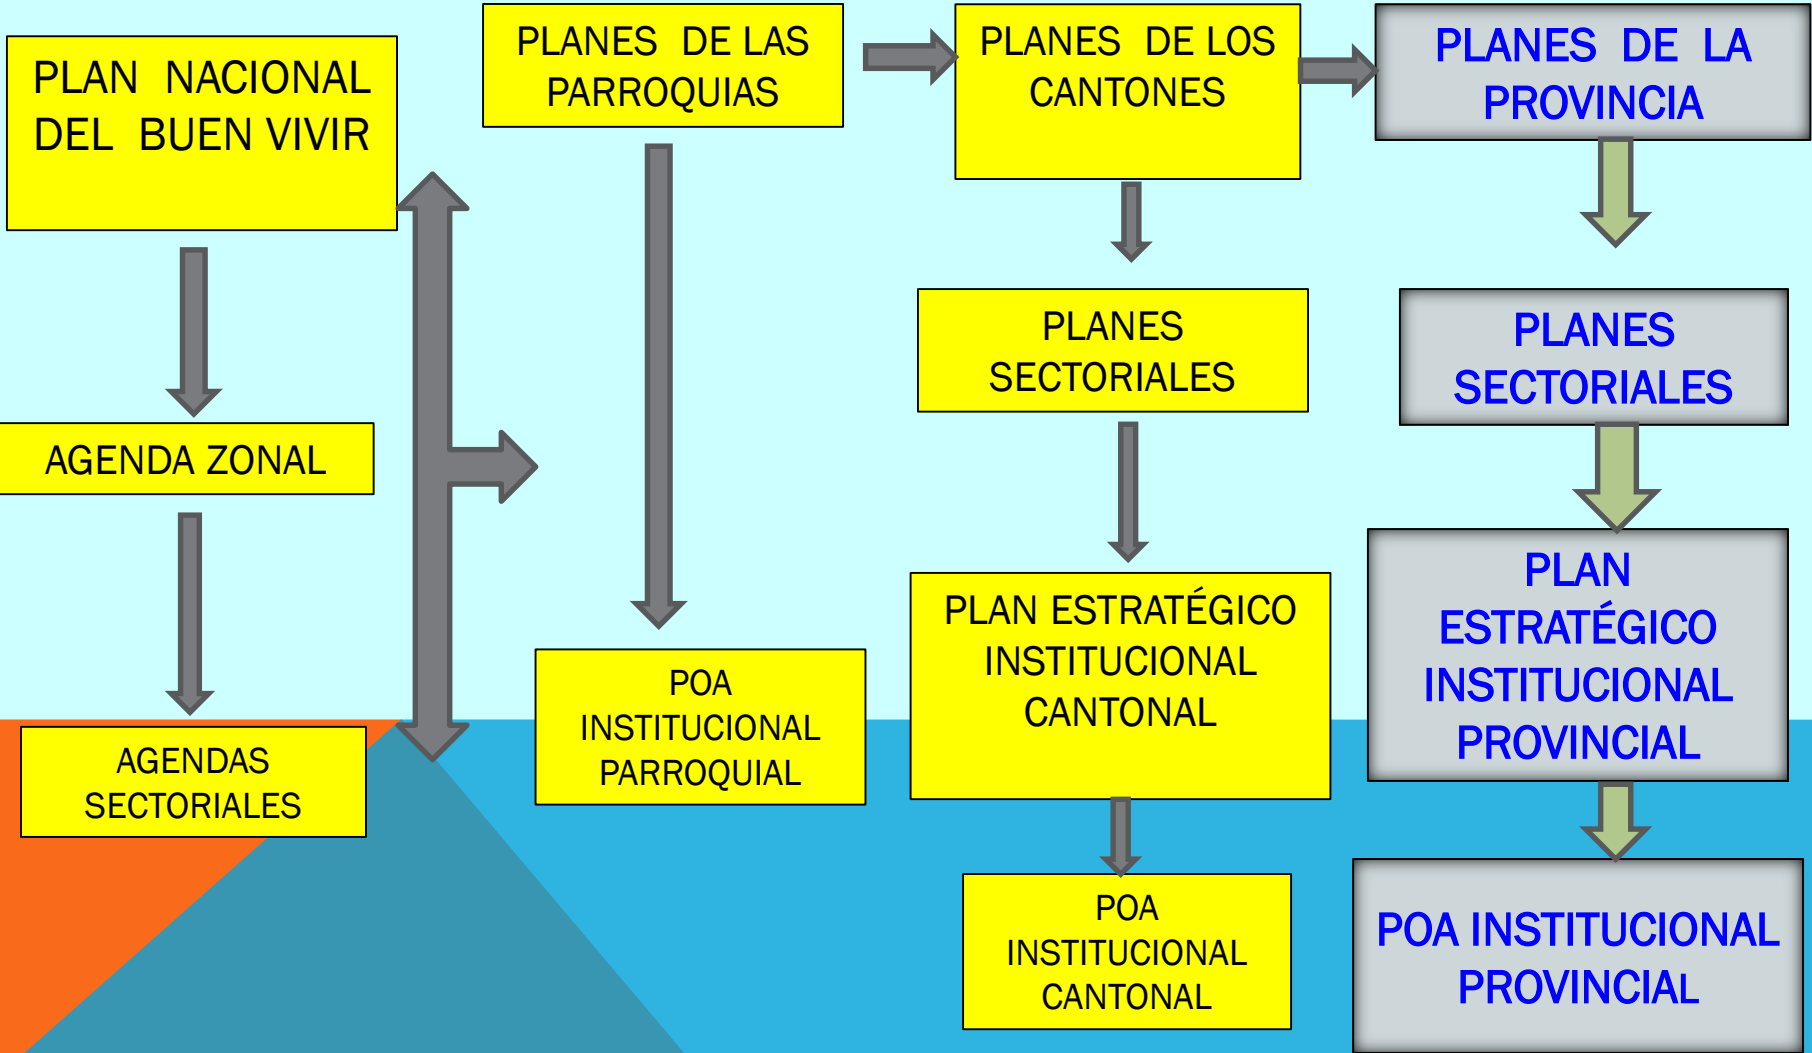 PLAN NACIONAL
DEL BUEN VIVIR
AGENDA ZONAL
AGENDAS
SECTORIALES
PLANES DE LAS
PARROQUIAS
POA
INSTITUCIONAL
PARROQUIAL
PLANES DE LOS
CANTONES
PLANES
SECTORIALES
PLAN ESTRATÉGICO
INSTITUCIONAL
CANTONAL
POA
INSTITUCIONAL
CANTONAL
PLANES DE LA
PROVINCIA
PLANES
SECTORIALES
PLAN
ESTRATÉGICO
INSTITUCIONAL
PROVINCIAL
POA INSTITUCIONAL
PROVINCIAL